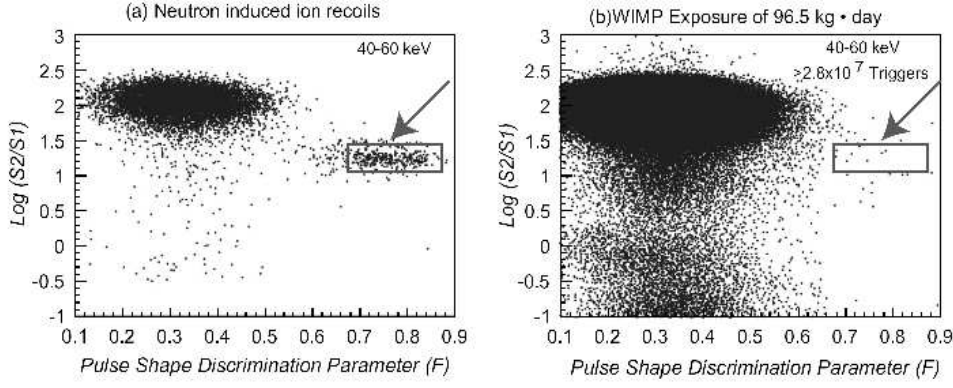 (a) Neutron induced ion recoils
40-60 keV
3
2.5
2
1.5
1
0.5
0
-0.5
-1
0.1 0.2 0.3 0.4 0.5 0.6 0.7 0.8 0.9
Log (S2/S1)
Pulse Shape Discrimination Parameter (F)
(b)WIMP Exposure of 96.5 kg • day
40-60 keV
>2.8x10 7 Triggers
3
2.5
2
1.5
1
0.5
0
-0.5
-1
0.1 0.2 0.3 0.4 0.5 0.6 0.7 0.8 0.9
Log (S2/S1)
Pulse Shape Discrimination Parameter (F)